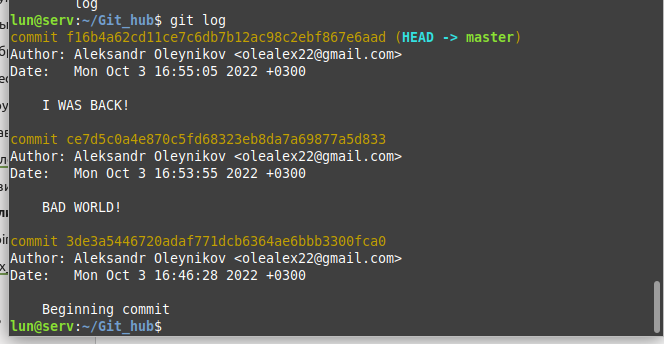 log
lun@serv:~/Git_hub$ git log
commit f16b4a62cd11ce7c6db7b12ac98c2ebf867e6aad (HEAD -> master)
Author: Aleksandr Oleynikov <olealex22@gmail.com>
Date:   Mon Oct 3 16:55:05 2022 +0300
I WAS BACK!
commit ce7d5c0a4e870c5fd68323eb8da7a69877a5d833
Author: Aleksandr Oleynikov <olealex22@gmail.com>
Date:   Mon Oct 3 16:53:55 2022 +0300
BAD WORLD!
commit 3de3a5446720adaf771dcb6364ae6bbb3300fca0
Author: Aleksandr Oleynikov <olealex22@gmail.com>
Date:   Mon Oct 3 16:46:28 2022 +0300
Beginning commit
lun@serv:~/Git_hub$